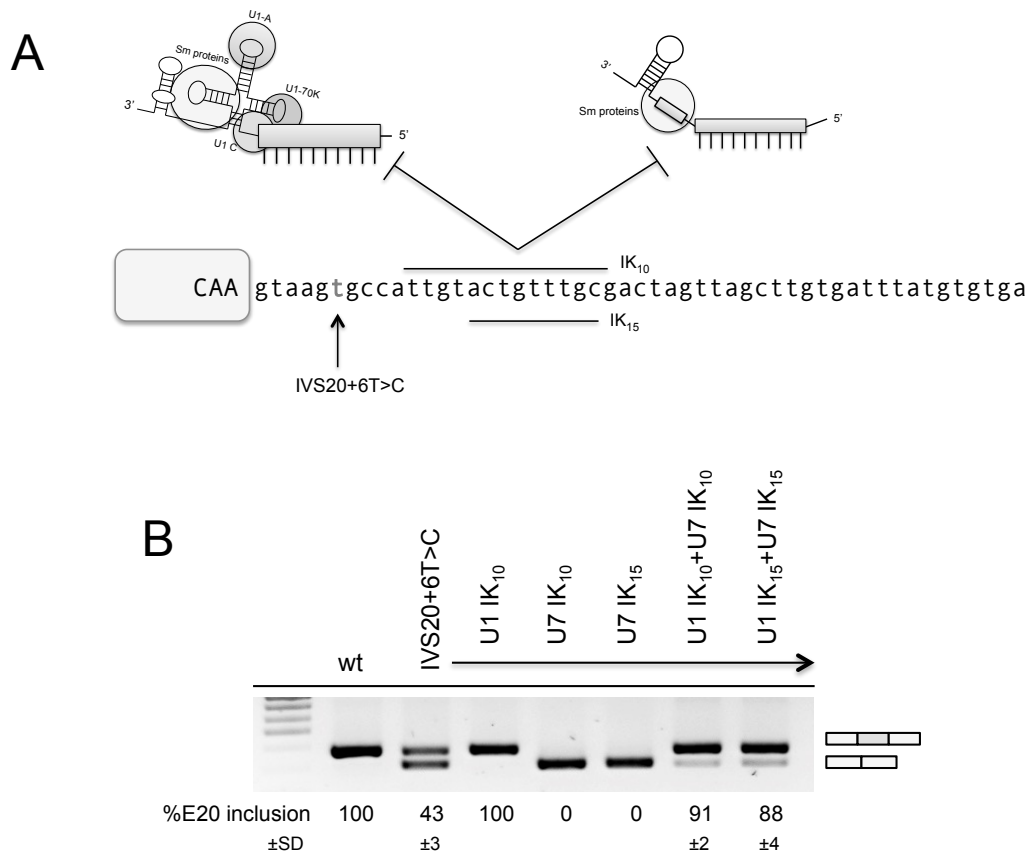 A
U1-A
Sm proteins
U1-70K
3'
5'
U1 C
3'
Sm proteins
5'
IK10
CAA gtaagtgccattgtactgtttgcgactagttagcttgtgatttatgtgtga
IK15
IVS20+6T>C
B
wt
IVS20+6T>C
U1 IK10
U7 IK10
U7 IK15
U1 IK10+U7 IK10
U1 IK15+U7 IK15
%E20 inclusion 100 43 100 0 0 91 88
±SD ±3 ±2 ±4